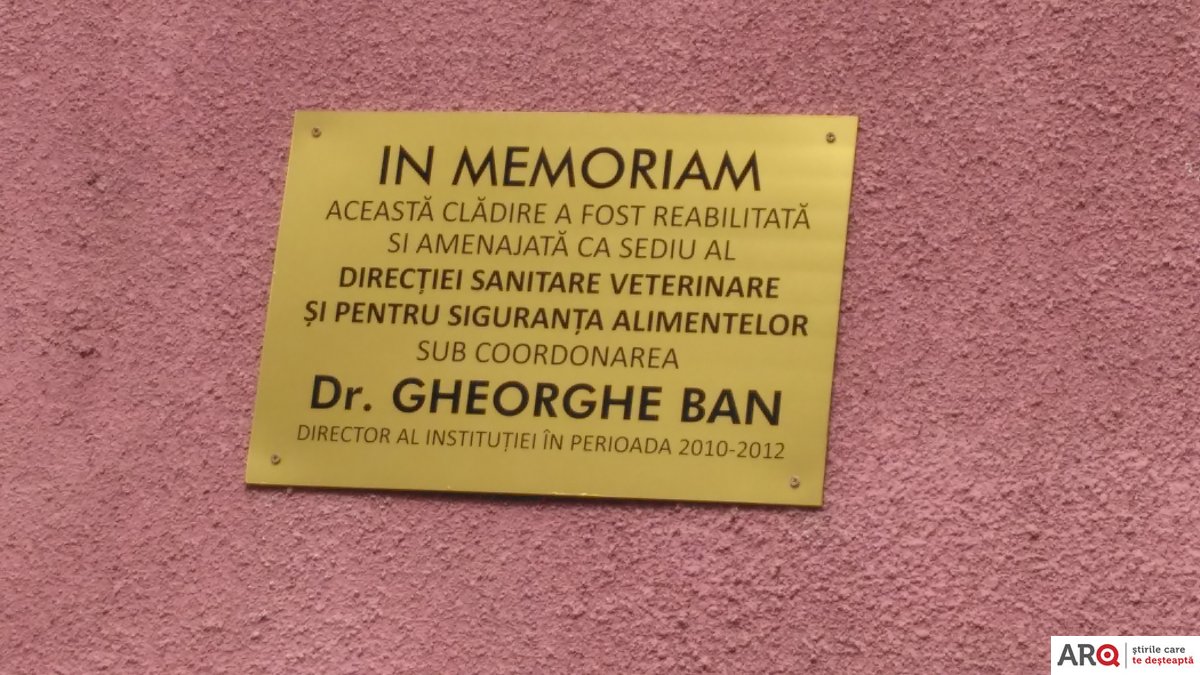 IN MEMORIAM
ACEASTĂ CLĂDIRE A FOST REABILITATĂ
SI AMENAJATĂ CA SEDIU AL
DIRECȚIEI SANITARE VETERINARE
ȘI PENTRU SIGURANȚA ALIMENTELOR
SUB COORDONAREA
Dr. GHEORGHE BAN
DIRECTOR AL INSTITUȚIEI ÎN PERIOADA 2010-2012
ARQ
știrile care
te deșteaptă